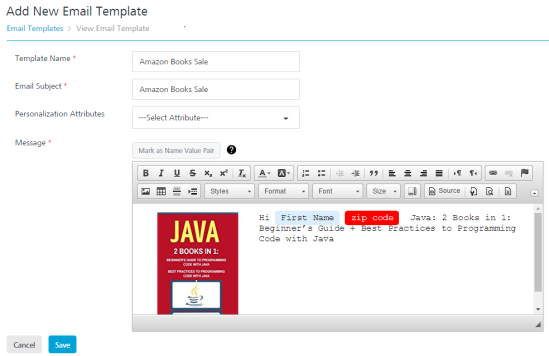 Add New Email Template
Email Templates > View Email Template
Template Name *
Amazon Books Sale
Email Subject *
Amazon Books Sale
Personalization Attributes
---Select Attribute---
Message *
Mark as Name Value Pair ?
B I U S x₂ x² Tx A A
Styles Format Font Size Source
Hi First Name zip code Java: 2 Books in 1:
Beginner's Guide + Best Practices to Programming
Code with Java
JAVA
2 BOOKS IN 1:
BEGINNER'S GUIDE TO PROGRAMMING
CODE WITH JAVA
BEST PRACTICES TO PROGRAMMING
CODE WITH JAVA
Cancel Save